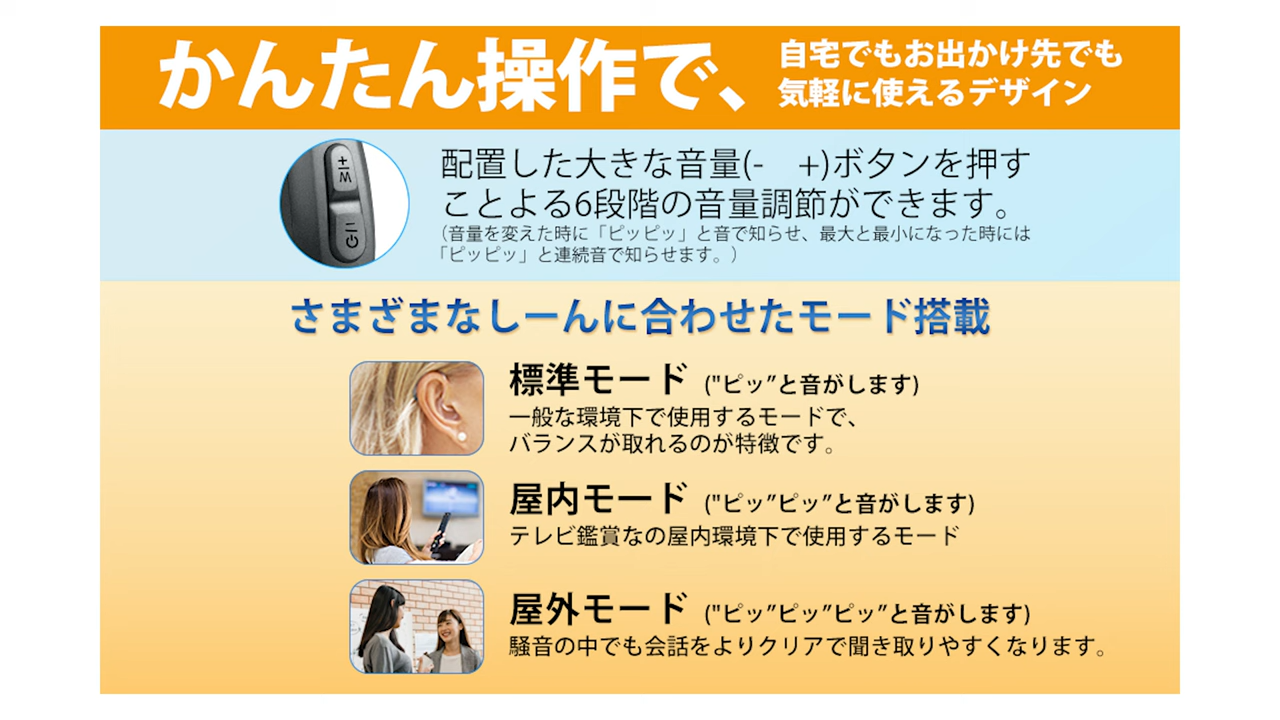 かんたん操作で、
自宅でもお出かけ先でも
気軽に使えるデザイン
+
M
配置した大きな音量(-　+)ボタンを押す
ことよる6段階の音量調節ができます。
（音量を変えた時に「ピッピッ」と音で知らせ、最大と最小になった時には
「ピッピッ」と連続音で知らせます。）
さまざまなしーんに合わせたモード搭載
標準モード ("ピッ”と音がします)
一般な環境下で使用するモードで、
バランスが取れるのが特徴です。
屋内モード ("ピッ”ピッ”と音がします)
テレビ鑑賞なの屋内環境下で使用するモード
屋外モード ("ピッ”ピッ”ピッ”と音がします)
騒音の中でも会話をよりクリアで聞き取りやすくなります。